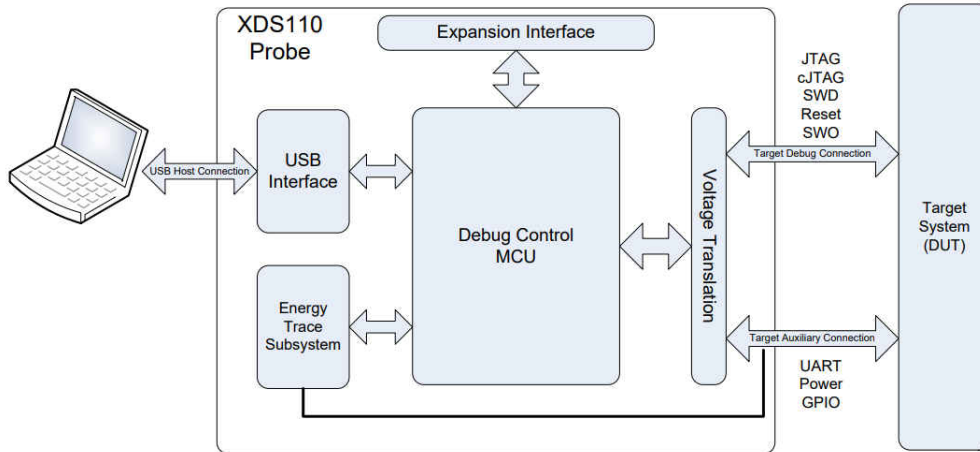 XDS110
Probe
Expansion Interface
JTAG
cJTAG
SWD
Reset
SWO
USB Host Connection
USB
Interface
Debug Control
MCU
Voltage Translation
Target Debug Connection
Target
System
(DUT)
Energy
Trace
Subsystem
Target Auxiliary Connection
UART
Power
GPIO